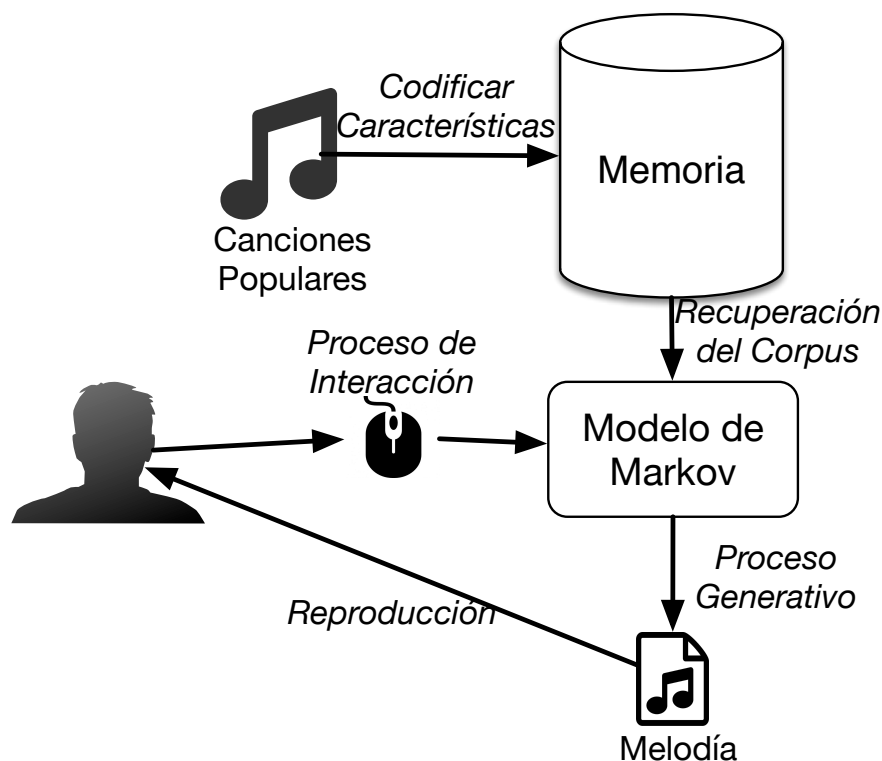 Codificar
Características
Memoria
Canciones
Populares
Recuperación
del Corpus
Proceso de
Interacción
Modelo de
Markov
Proceso
Generativo
Reproducción
Melodía